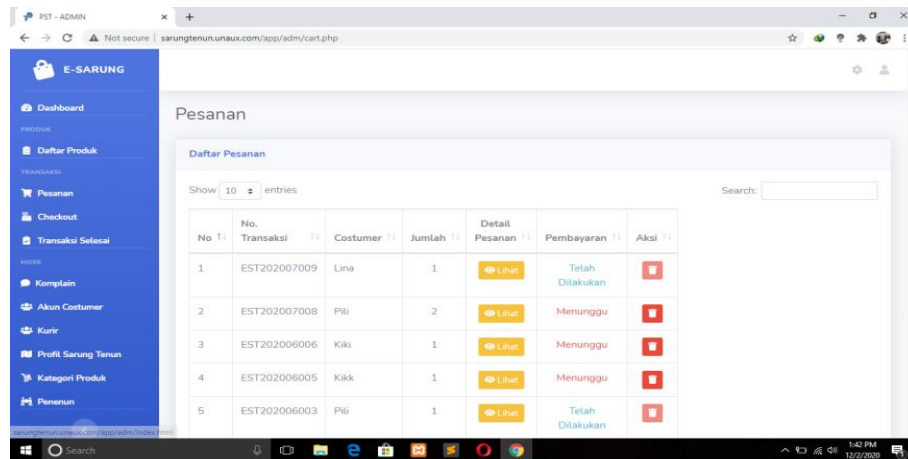 PST - ADMIN
Not secure | sarungtenun.unaux.com/app/adm/cart.php
E-SARUNG
Dashboard
PRODUK
Daftar Produk
TRANSAKSI
Pesanan
Checkout
Transaksi Selesai
MORE
Komplain
Akun Costumer
Kurir
Profil Sarung Tenun
Kategori Produk
Penenun
Pesanan
Daftar Pesanan
Show 10 entries
Search:
No No. Transaksi Costumer Jumlah Detail Pesanan Pembayaran Aksi
1 EST202007009 Lina 1 Lihat Telah Dilakukan
2 EST202007008 Pili 2 Lihat Menunggu
3 EST202006006 Kiki 1 Lihat Menunggu
4 EST202006005 Kikk 1 Lihat Menunggu
5 EST202006003 Pili 1 Lihat Telah Dilakukan
sarungtenun.unaux.com/app/adm/index.html
Search
1:42 PM
12/2/2020